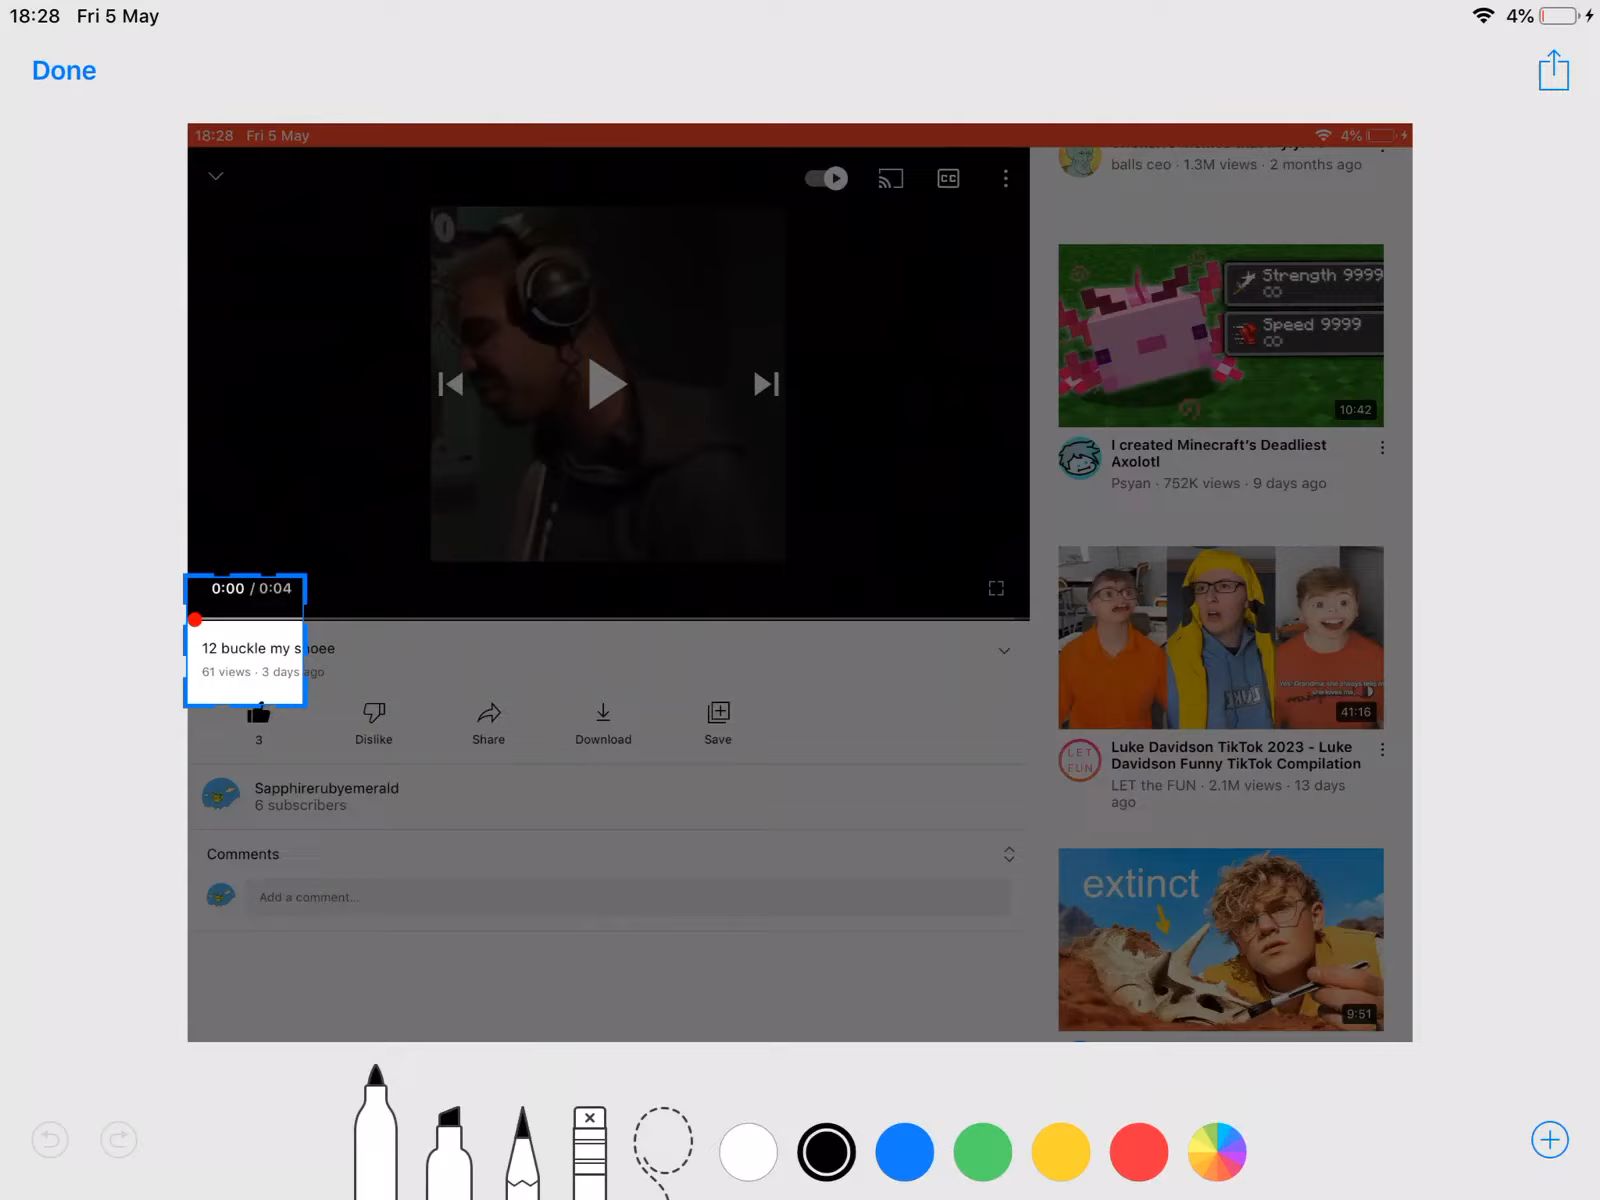 18:28 Fri 5 May
4%
Done
18:28 Fri 5 May
4%
CC
0:00 / 0:04
12 buckle my shoee
61 views · 3 days ago
3
Dislike
Share
Download
Save
Sapphirerubyemerald
6 subscribers
Comments
Add a comment...
balls ceo · 1.3M views · 2 months ago
Strength 9999
∞
Speed 9999
∞
10:42
I created Minecraft's Deadliest
Axolotl
Psyan · 752K views · 9 days ago
41:16
LET
FUN
Luke Davidson TikTok 2023 - Luke
Davidson Funny TikTok Compilation
LET the FUN · 2.1M views · 13 days
ago
extinct
9:51